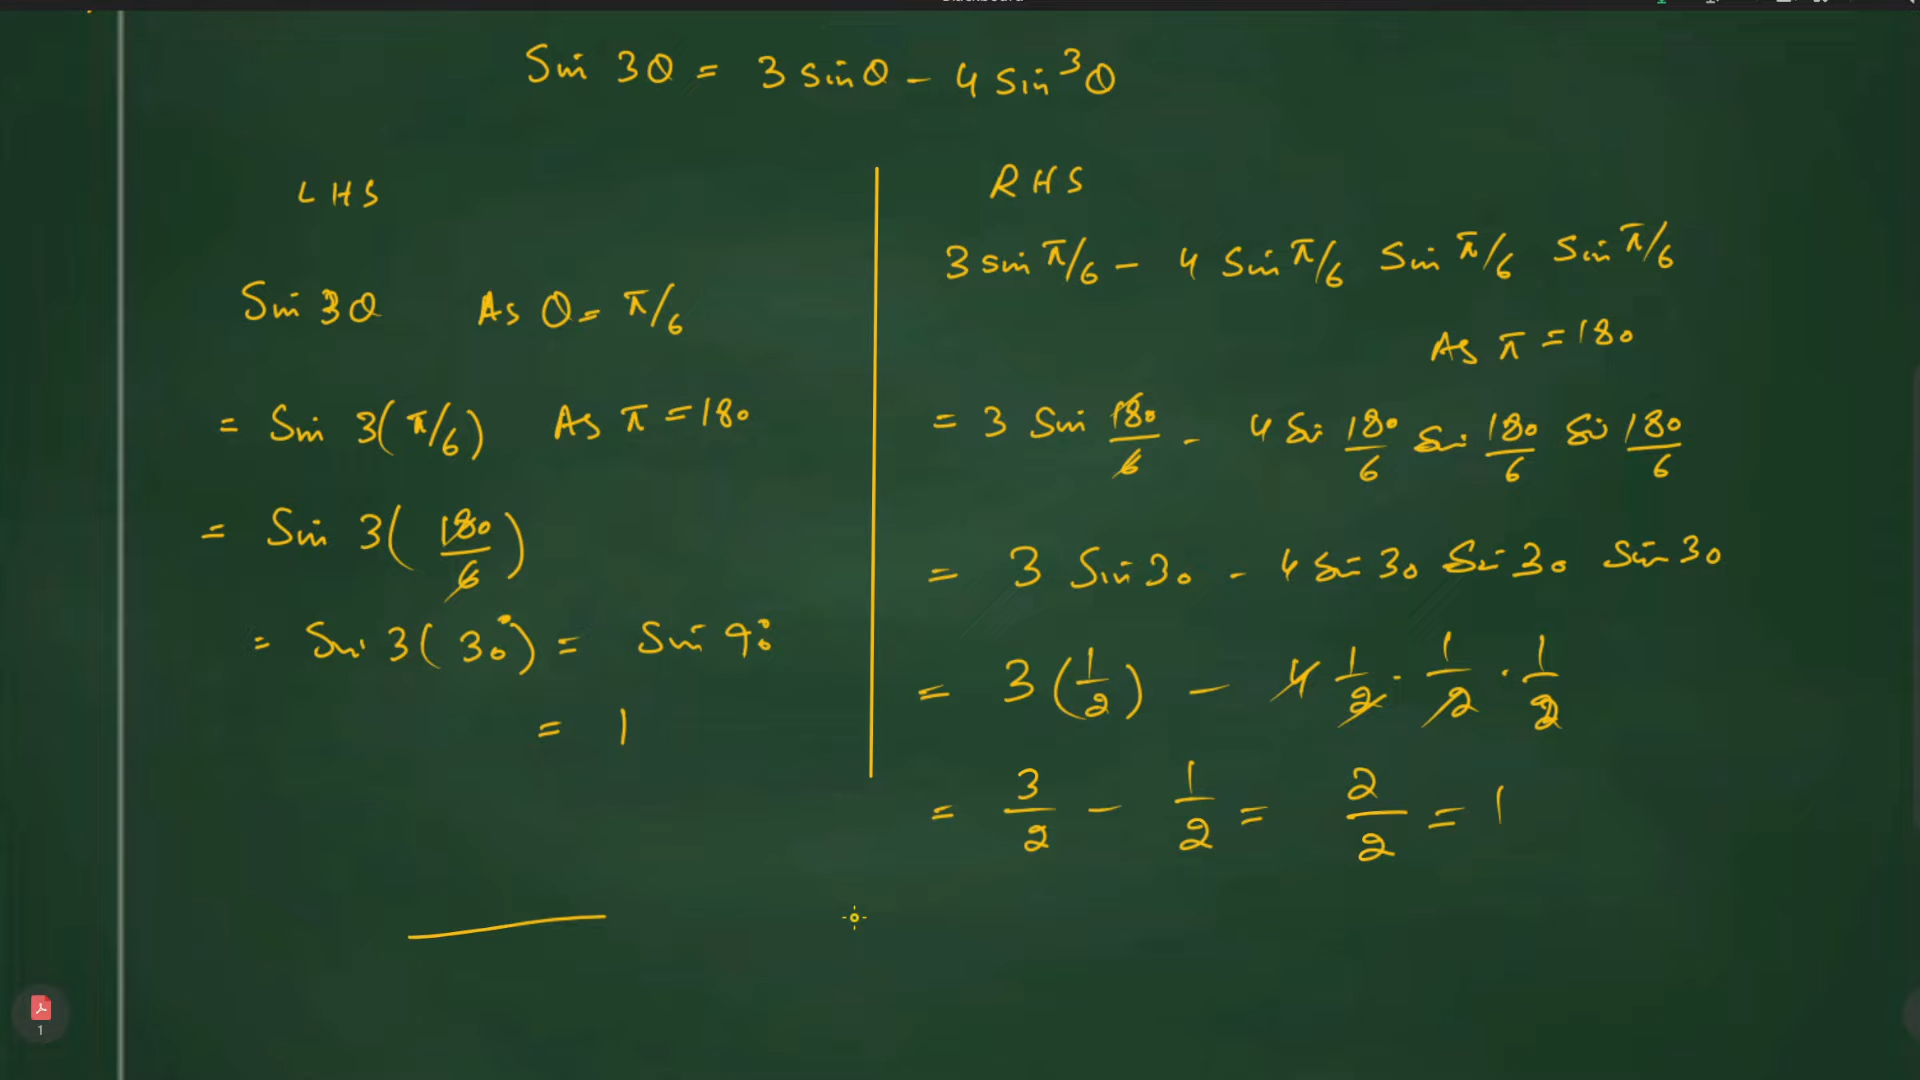 Sin 3θ = 3 sinθ - 4 Sin³θ
LHS
Sin 3θ As θ = π/6
= Sin 3(π/6) As π = 180
= Sin 3(180/6)
= Sin 3(30°) = Sin 90°
= 1
RHS
3 sin π/6 - 4 Sin π/6 Sin π/6 Sin π/6
As π = 180
= 3 Sin 180/6 - 4 Sin 180/6 Sin 180/6 Sin 180/6
= 3 Sin 30 - 4 Sin 30 Sin 30 Sin 30
= 3(1/2) - 4 1/2 · 1/2 · 1/2
= 3/2 - 1/2 = 2/2 = 1
1